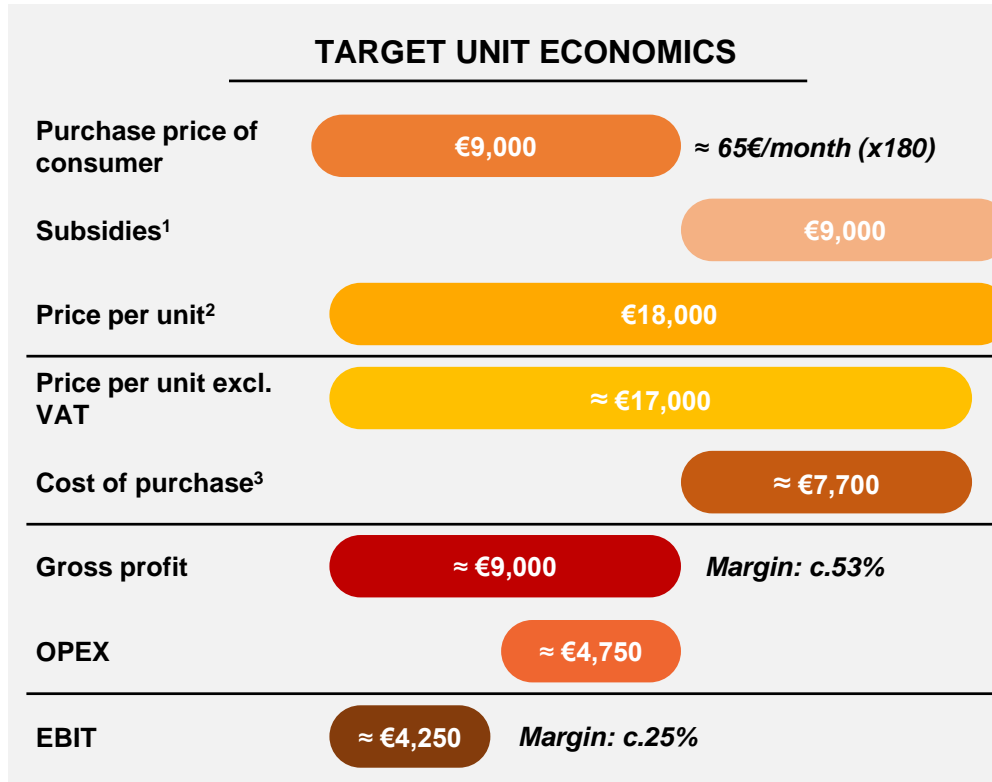 TARGET UNIT ECONOMICS
Purchase price of
consumer
€9,000
≈ 65€/month (x180)
Subsidies¹
€9,000
Price per unit²
€18,000
Price per unit excl.
VAT
≈ €17,000
Cost of purchase³
≈ €7,700
Gross profit
≈ €9,000
Margin: c.53%
OPEX
≈ €4,750
EBIT
≈ €4,250
Margin: c.25%